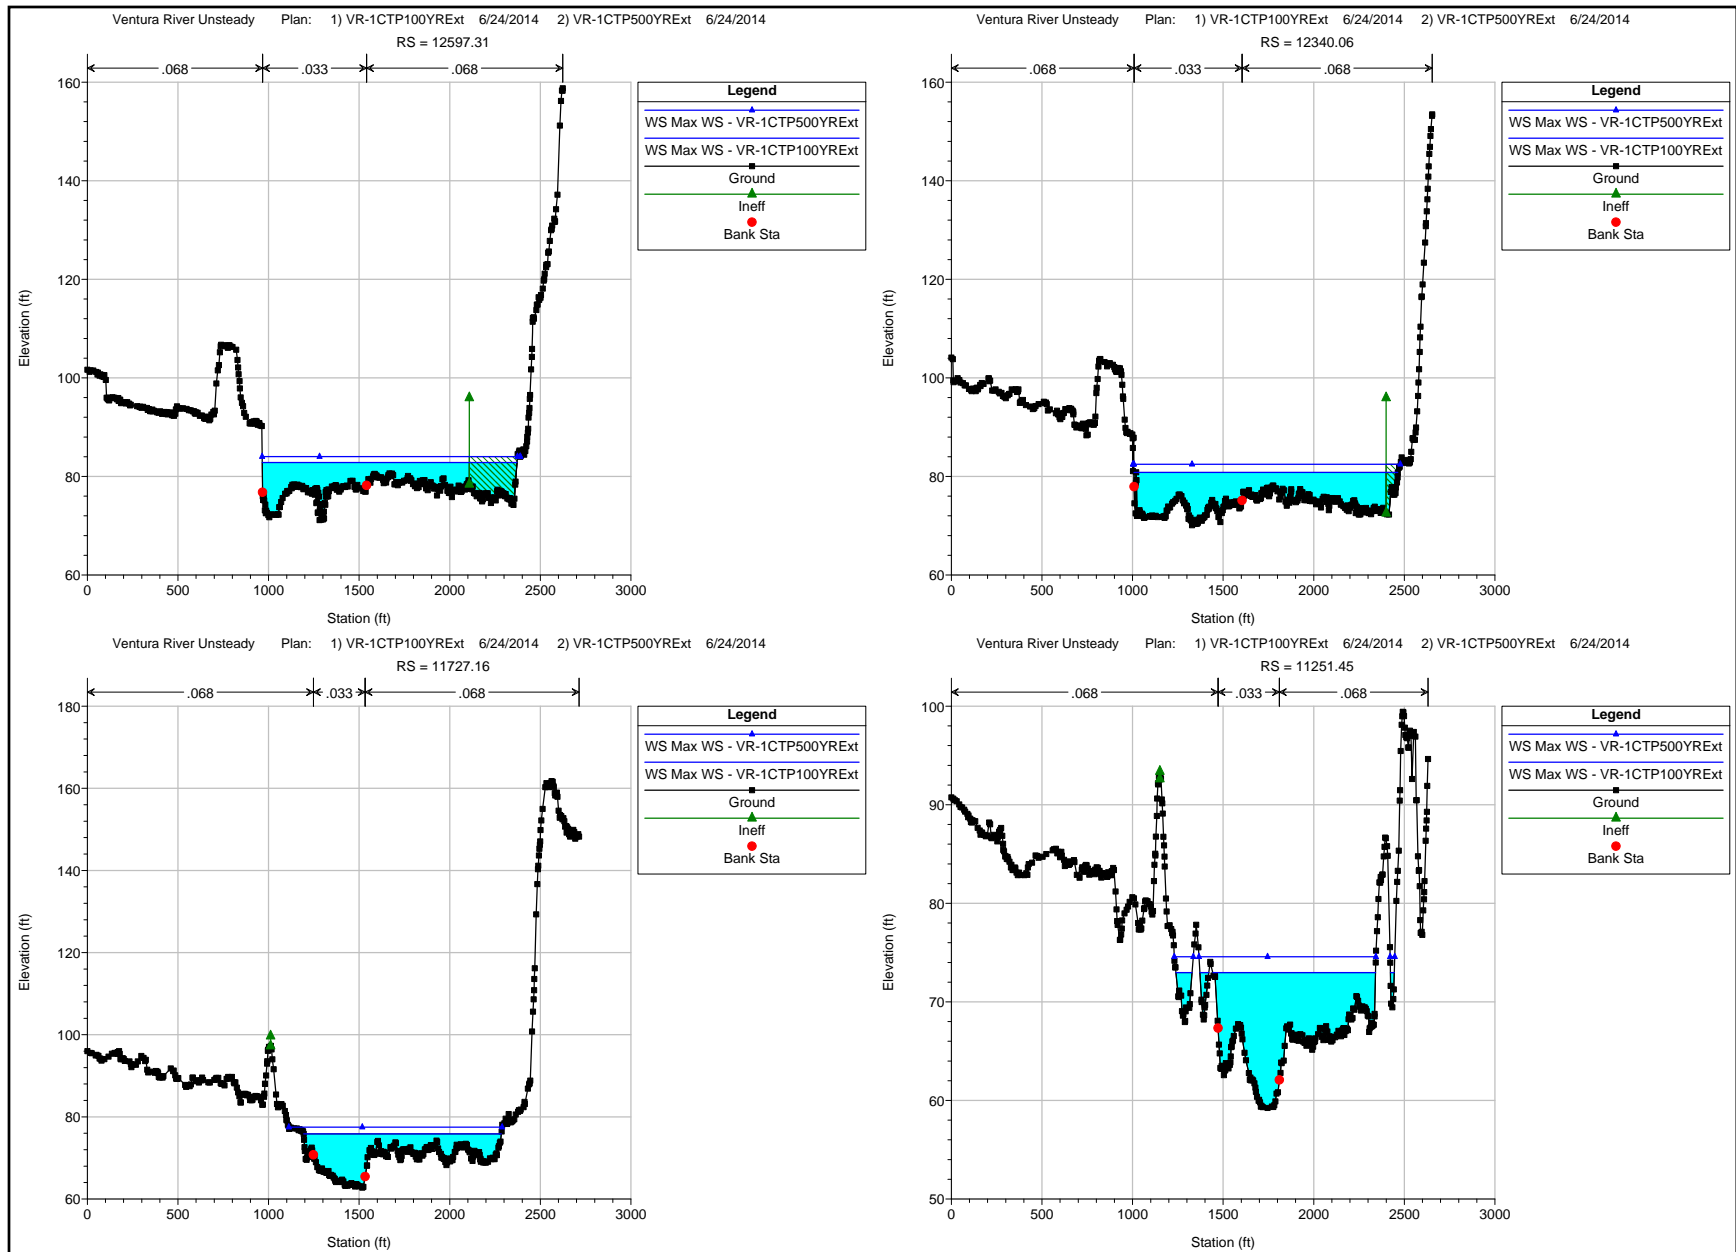 Ventura River Unsteady Plan: 1) VR-1CTP100YRExt 6/24/2014 2) VR-1CTP500YRExt 6/24/2014
RS = 12597.31
.068 .033 .068
160
140
120
100
80
60
Elevation (ft)
0 500 1000 1500 2000 2500 3000
Station (ft)
Legend
WS Max WS - VR-1CTP500YRExt
WS Max WS - VR-1CTP100YRExt
Ground
Ineff
Bank Sta
Ventura River Unsteady Plan: 1) VR-1CTP100YRExt 6/24/2014 2) VR-1CTP500YRExt 6/24/2014
RS = 12340.06
.068 .033 .068
160
140
120
100
80
60
Elevation (ft)
0 500 1000 1500 2000 2500 3000
Station (ft)
Legend
WS Max WS - VR-1CTP500YRExt
WS Max WS - VR-1CTP100YRExt
Ground
Ineff
Bank Sta
Ventura River Unsteady Plan: 1) VR-1CTP100YRExt 6/24/2014 2) VR-1CTP500YRExt 6/24/2014
RS = 11727.16
.068 .033 .068
180
160
140
120
100
80
60
Elevation (ft)
0 500 1000 1500 2000 2500 3000
Station (ft)
Legend
WS Max WS - VR-1CTP500YRExt
WS Max WS - VR-1CTP100YRExt
Ground
Ineff
Bank Sta
Ventura River Unsteady Plan: 1) VR-1CTP100YRExt 6/24/2014 2) VR-1CTP500YRExt 6/24/2014
RS = 11251.45
.068 .033 .068
100
90
80
70
60
50
Elevation (ft)
0 500 1000 1500 2000 2500 3000
Station (ft)
Legend
WS Max WS - VR-1CTP500YRExt
WS Max WS - VR-1CTP100YRExt
Ground
Ineff
Bank Sta